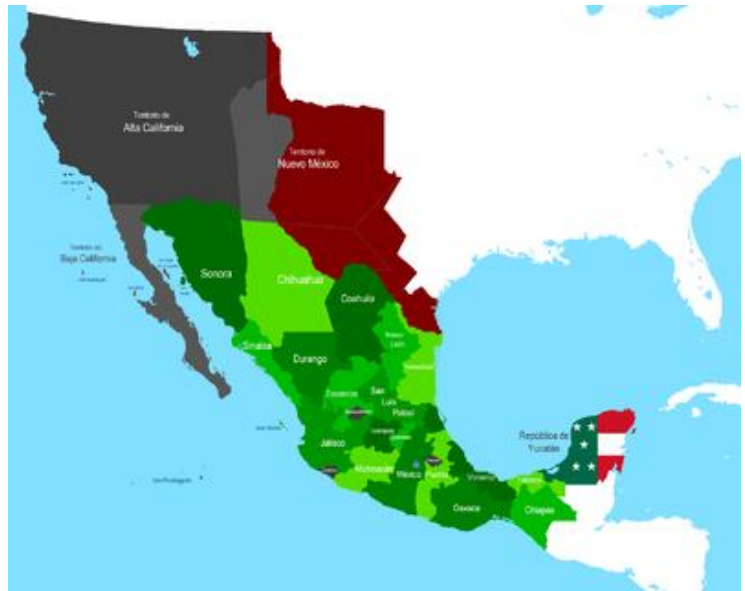 Territorio de
Alta California
Territorio de
Nuevo México
Territorio de
Baja California
Sonora
Chihuahua
Coahuila
Nuevo
León
Sinaloa
Durango
Tamaulipas
Zacatecas
San
Luis
Potosí
Jalisco
Michoacán
México
Puebla
Veracruz
Oaxaca
Tabasco
Chiapas
República de
Yucatán